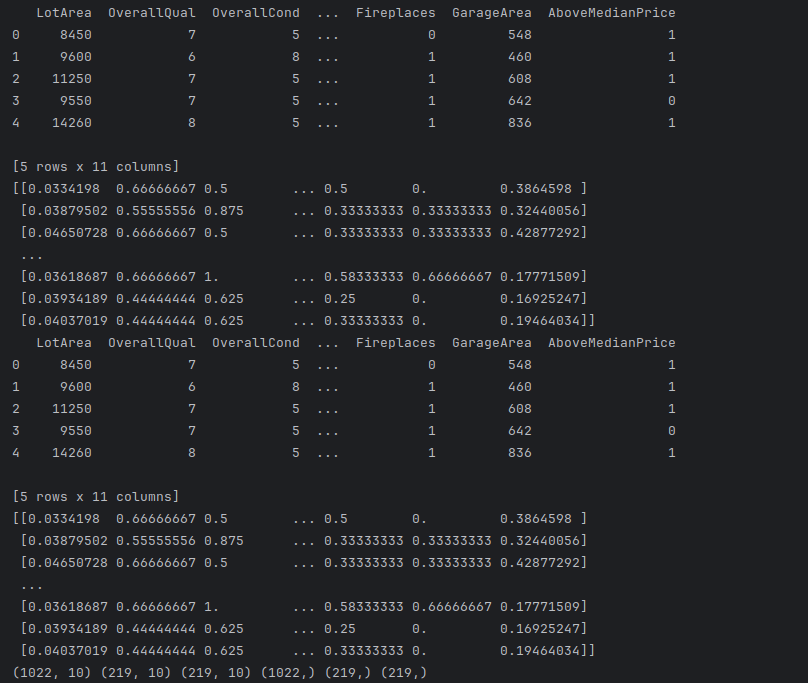 LotArea OverallQual OverallCond ... Fireplaces GarageArea AboveMedianPrice
0 8450 7 5 ... 0 548 1
1 9600 6 8 ... 1 460 1
2 11250 7 5 ... 1 608 1
3 9550 7 5 ... 1 642 0
4 14260 8 5 ... 1 836 1
[5 rows x 11 columns]
[[0.0334198 0.66666667 0.5 ... 0.5 0. 0.3864598 ]
[0.03879502 0.55555556 0.875 ... 0.33333333 0.33333333 0.32440056]
[0.04650728 0.66666667 0.5 ... 0.33333333 0.33333333 0.42877292]
...
[0.03618687 0.66666667 1. ... 0.58333333 0.66666667 0.17771509]
[0.03934189 0.44444444 0.625 ... 0.25 0. 0.16925247]
[0.04037019 0.44444444 0.625 ... 0.33333333 0. 0.19464034]]
LotArea OverallQual OverallCond ... Fireplaces GarageArea AboveMedianPrice
0 8450 7 5 ... 0 548 1
1 9600 6 8 ... 1 460 1
2 11250 7 5 ... 1 608 1
3 9550 7 5 ... 1 642 0
4 14260 8 5 ... 1 836 1
[5 rows x 11 columns]
[[0.0334198 0.66666667 0.5 ... 0.5 0. 0.3864598 ]
[0.03879502 0.55555556 0.875 ... 0.33333333 0.33333333 0.32440056]
[0.04650728 0.66666667 0.5 ... 0.33333333 0.33333333 0.42877292]
...
[0.03618687 0.66666667 1. ... 0.58333333 0.66666667 0.17771509]
[0.03934189 0.44444444 0.625 ... 0.25 0. 0.16925247]
[0.04037019 0.44444444 0.625 ... 0.33333333 0. 0.19464034]]
(1022, 10) (219, 10) (219, 10) (1022,) (219,) (219,)